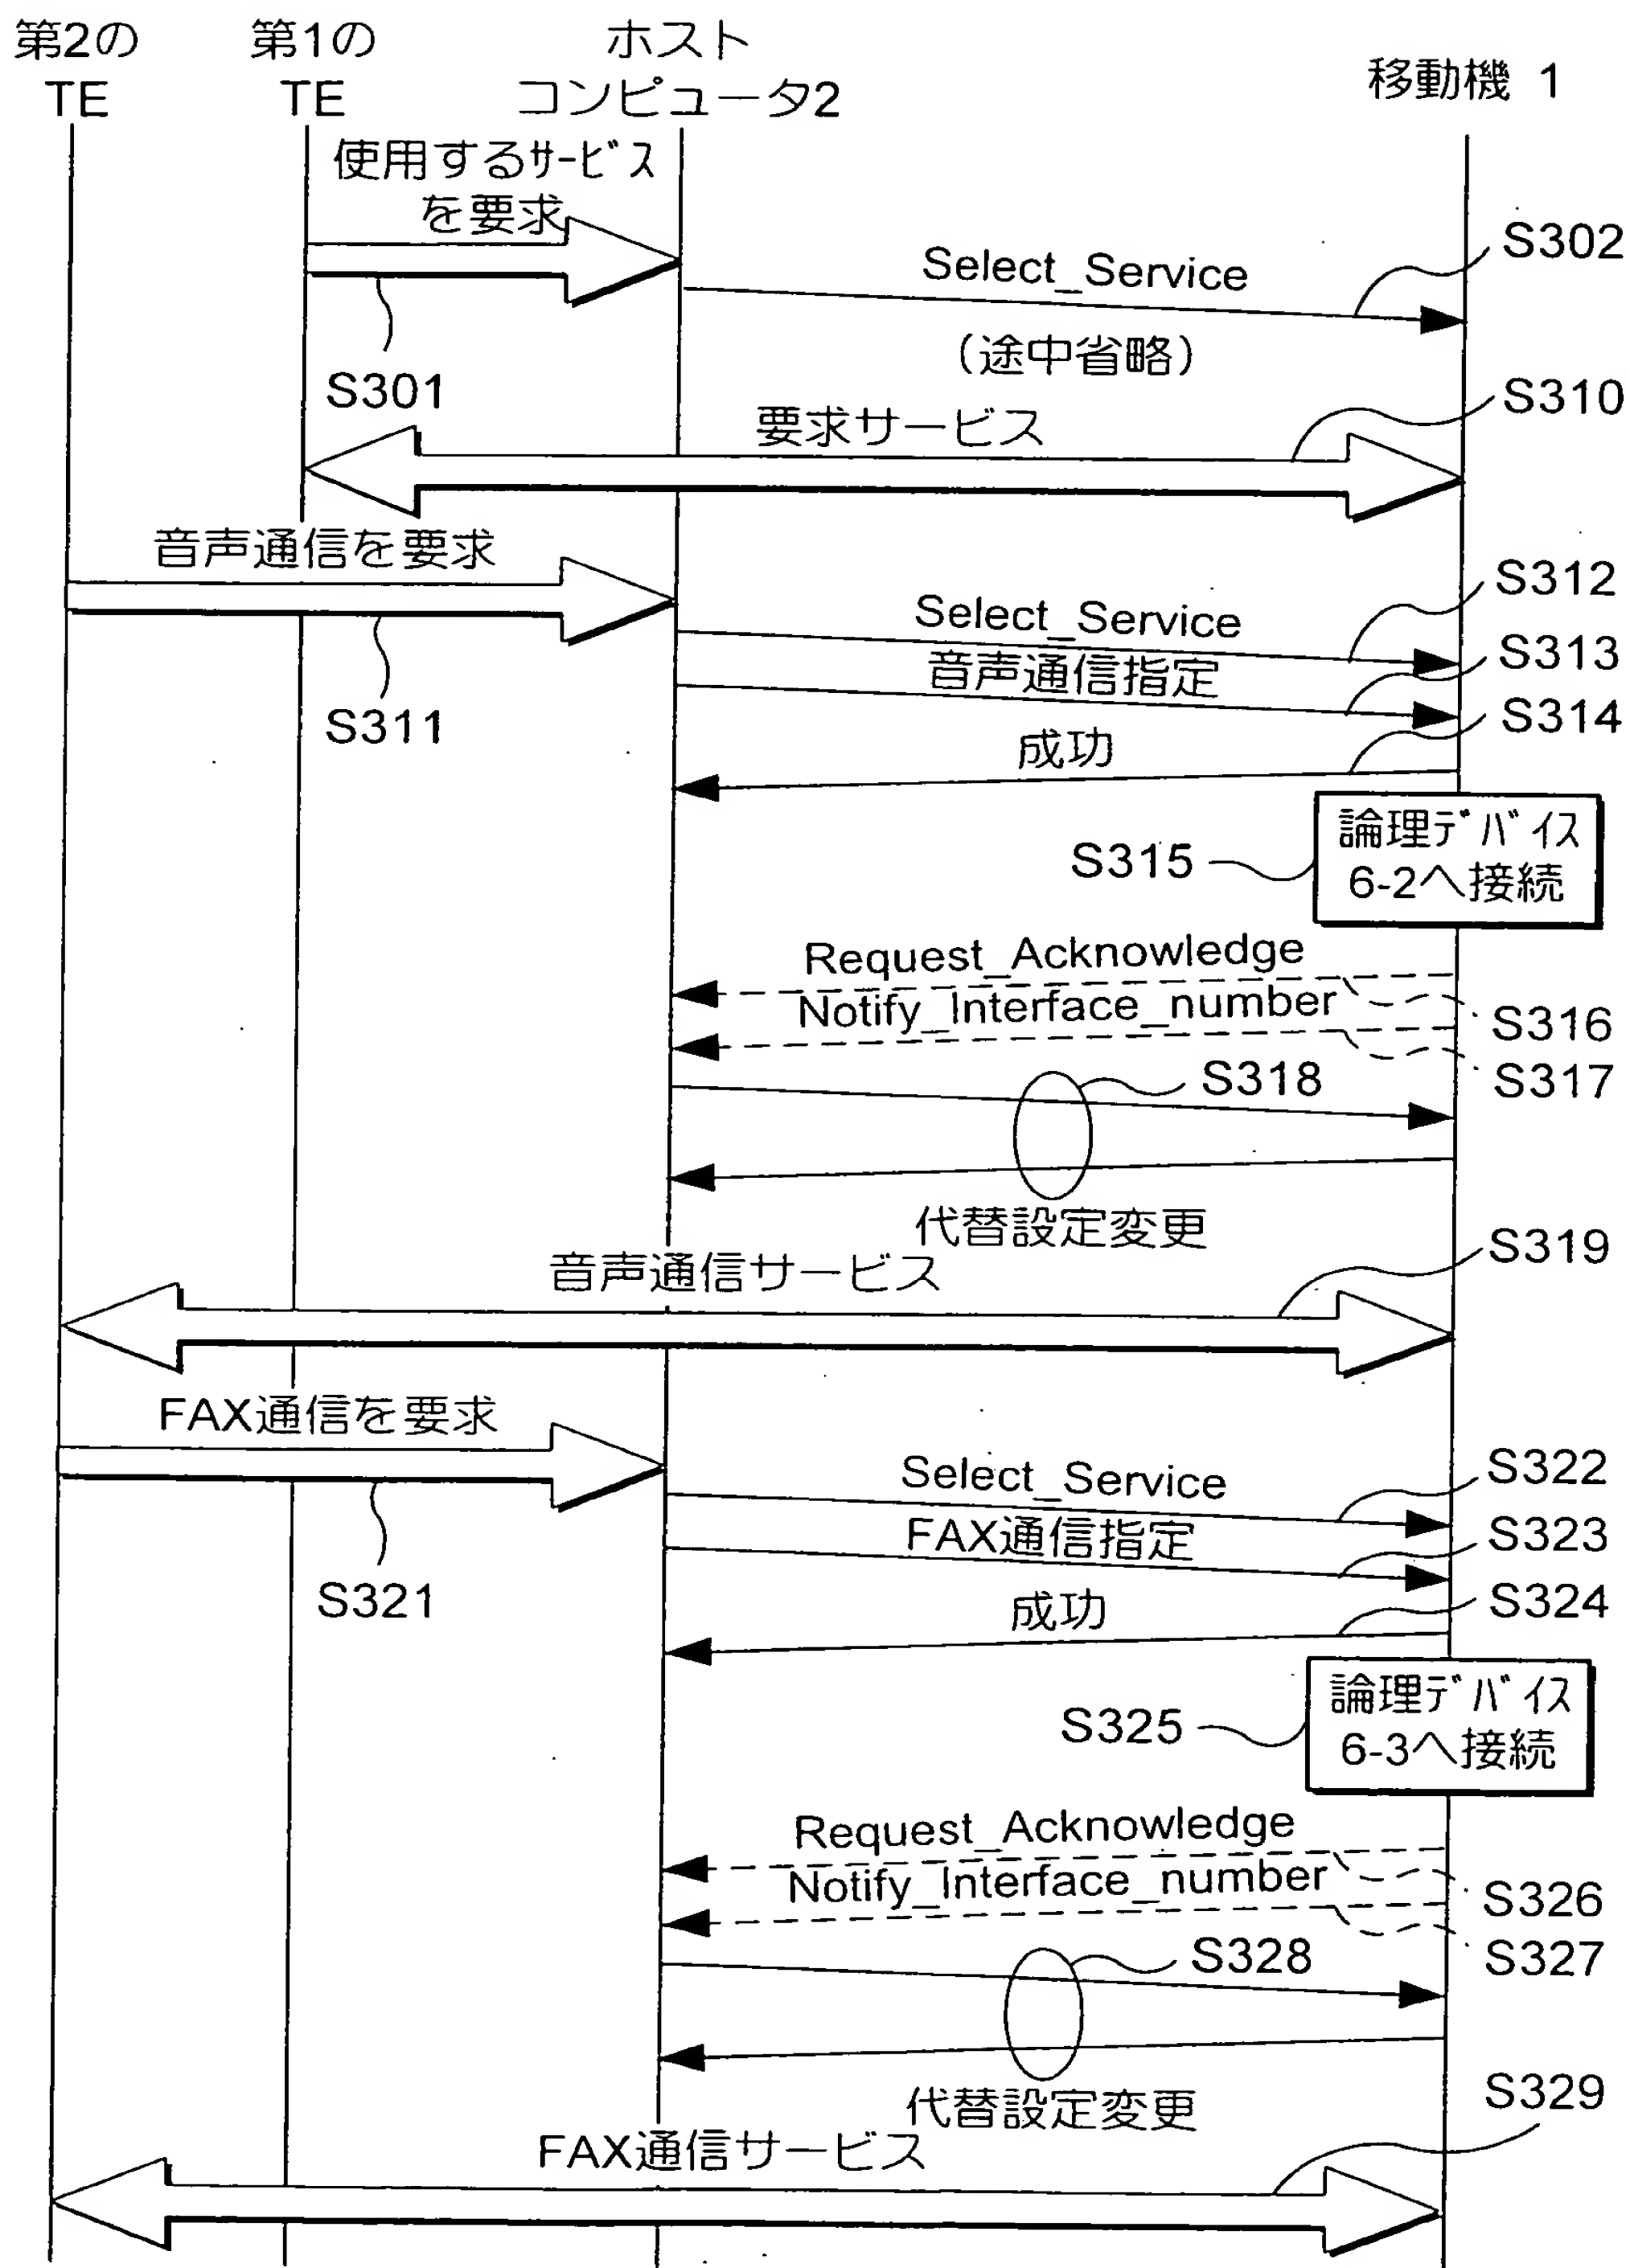 第2の
TE
第1の
TE
ホスト
コンピュータ2
移動機 1
使用するｻｰﾋﾞｽ
を要求
S301
Select_Service
S302
(途中省略)
要求サービス
S310
音声通信を要求
S311
Select_Service
S312
音声通信指定
S313
成功
S314
論理ﾃﾞﾊﾞｲｽ
6-2へ接続
S315
Request_Acknowledge
S316
Notify_Interface_number
S317
S318
代替設定変更
音声通信サービス
S319
FAX通信を要求
S321
Select_Service
S322
FAX通信指定
S323
成功
S324
論理ﾃﾞﾊﾞｲｽ
6-3へ接続
S325
Request_Acknowledge
S326
Notify_Interface_number
S327
S328
代替設定変更
FAX通信サービス
S329